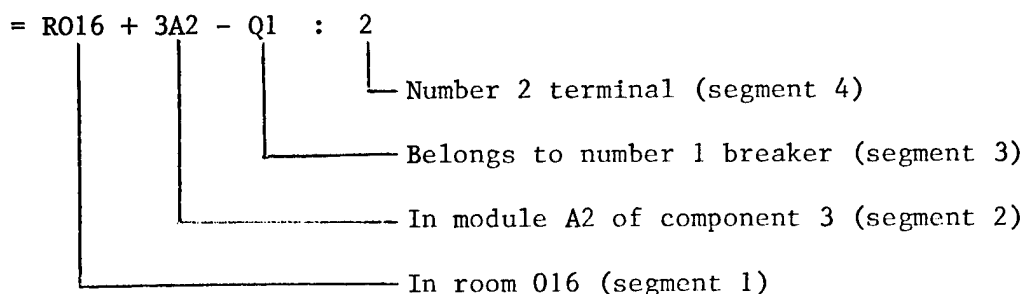 = R016 + 3A2 - Q1 : 2
Number 2 terminal (segment 4)
Belongs to number 1 breaker (segment 3)
In module A2 of component 3 (segment 2)
In room 016 (segment 1)